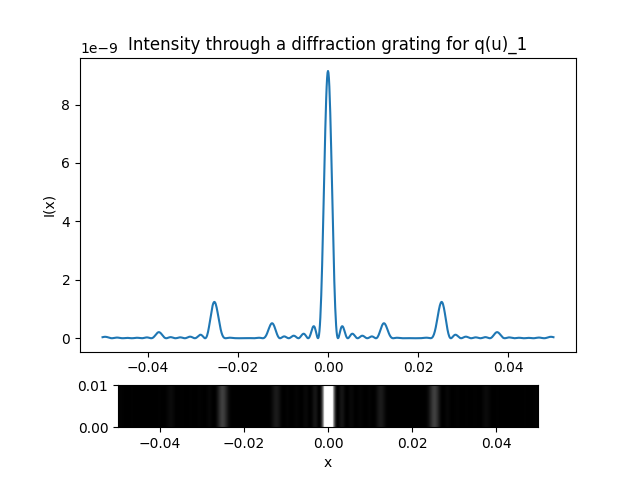 Intensity through a diffraction grating for q(u)_1
1e−9
I(x)
8
6
4
2
0
−0.04 −0.02 0.00 0.02 0.04
0.01
0.00
−0.04 −0.02 0.00 0.02 0.04
x